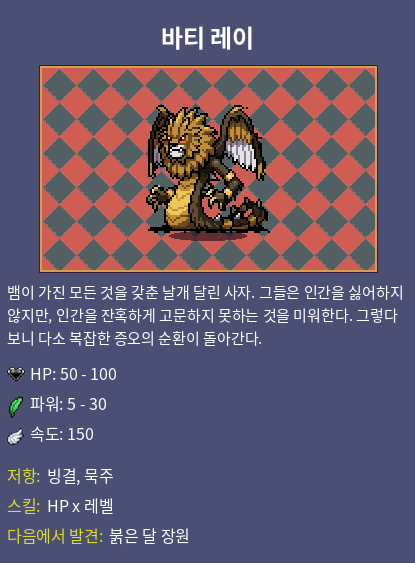 바티 레이
뱀이 가진 모든 것을 갖춘 날개 달린 사자. 그들은 인간을 싫어하지
않지만, 인간을 잔혹하게 고문하지 못하는 것을 미워한다. 그렇다
보니 다소 복잡한 증오의 순환이 돌아간다.
HP: 50 - 100
파워: 5 - 30
속도: 150
저항: 빙결, 묵주
스킬: HP x 레벨
다음에서 발견: 붉은 달 장원